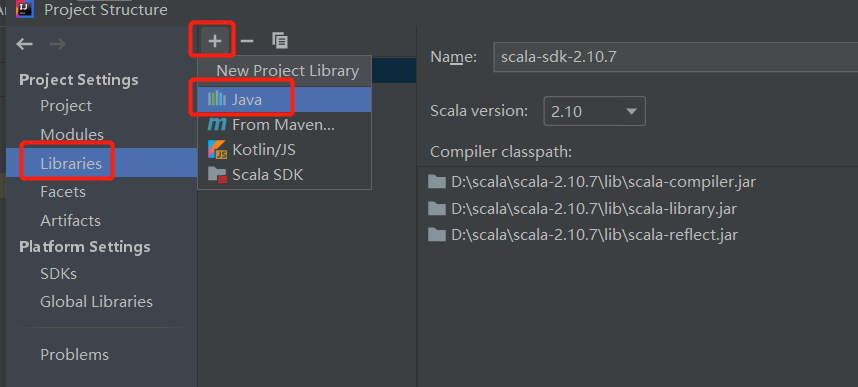 Project Structure
Project Settings
Project
Modules
Libraries
Facets
Artifacts
Platform Settings
SDKs
Global Libraries
Problems
New Project Library
Java
From Maven...
Kotlin/JS
Scala SDK
Name: scala-sdk-2.10.7
Scala version: 2.10
Compiler classpath:
D:\scala\scala-2.10.7\lib\scala-compiler.jar
D:\scala\scala-2.10.7\lib\scala-library.jar
D:\scala\scala-2.10.7\lib\scala-reflect.jar